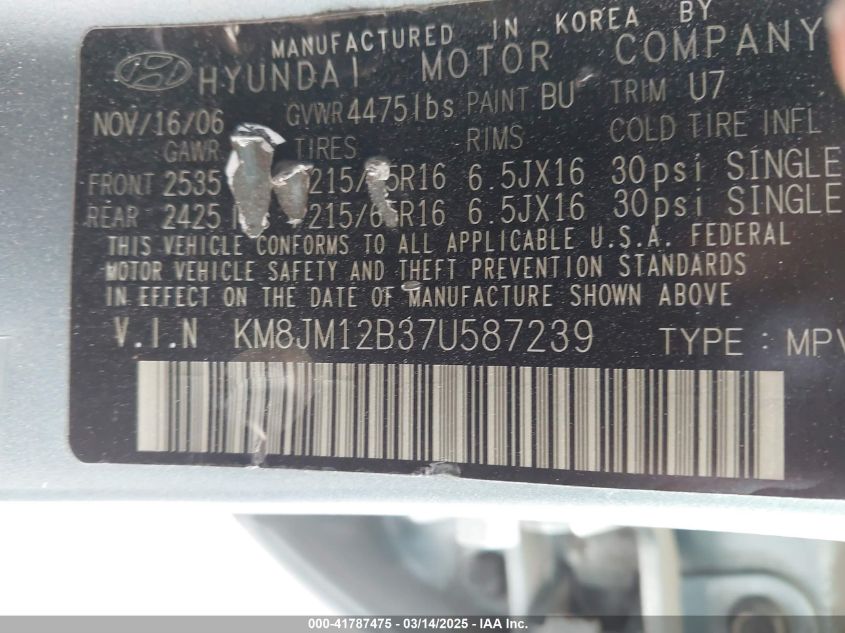 MANUFACTURED IN KOREA BY
HYUNDAI MOTOR COMPANY
NOV/16/06 GVWR 4475lbs PAINT BU TRIM U7
GAWR TIRES RIMS COLD TIRE INFL
FRONT 2535 6.5JX16 30psi SINGLE
REAR 2425 6.5JX16 30psi SINGLE
THIS VEHICLE CONFORMS TO ALL APPLICABLE U.S.A. FEDERAL
MOTOR VEHICLE SAFETY AND THEFT PREVENTION STANDARDS
IN EFFECT ON THE DATE OF MANUFACTURE SHOWN ABOVE
V.I.N KM8JM12B37U587239 TYPE : MPV
000-41787475 - 03/14/2025 - IAA Inc.